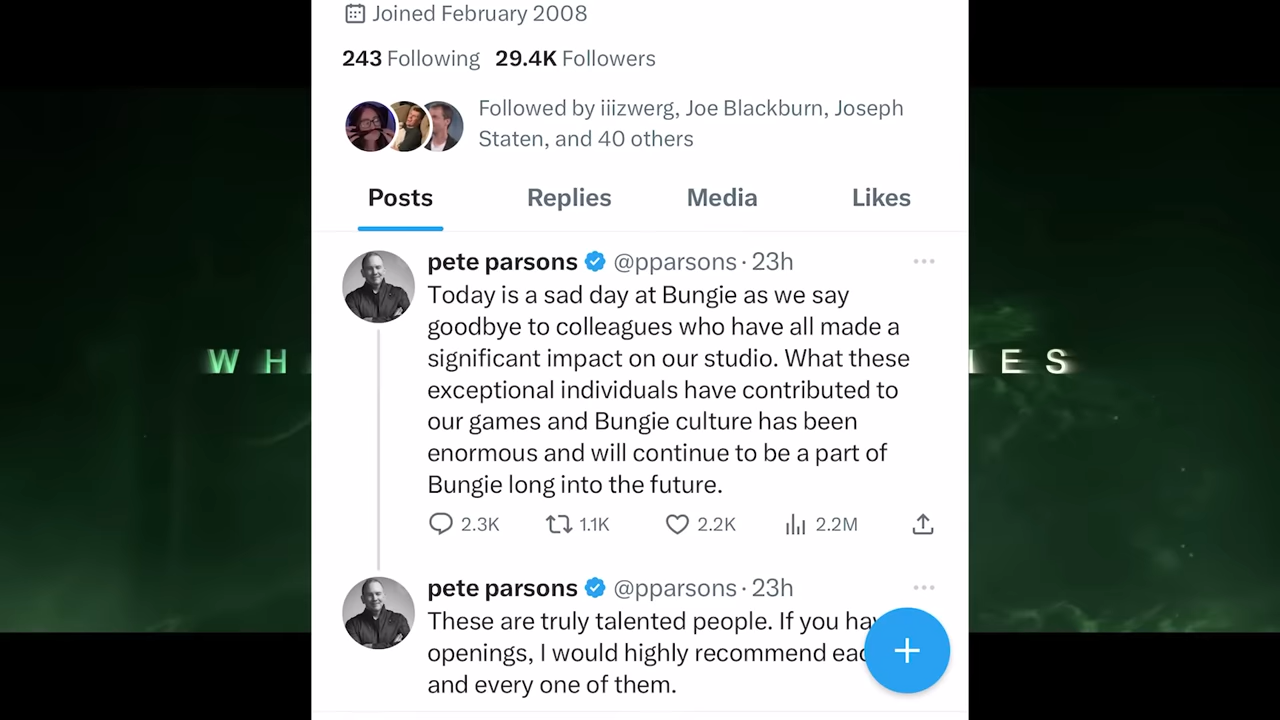 Joined February 2008
243 Following 29.4K Followers
Followed by iiizwerg, Joe Blackburn, Joseph
Staten, and 40 others
Posts Replies Media Likes
pete parsons @pparsons · 23h
Today is a sad day at Bungie as we say
goodbye to colleagues who have all made a
significant impact on our studio. What these
exceptional individuals have contributed to
our games and Bungie culture has been
enormous and will continue to be a part of
Bungie long into the future.
2.3K 1.1K 2.2K 2.2M
pete parsons @pparsons · 23h
These are truly talented people. If you
openings, I would highly recommend
and every one of them.